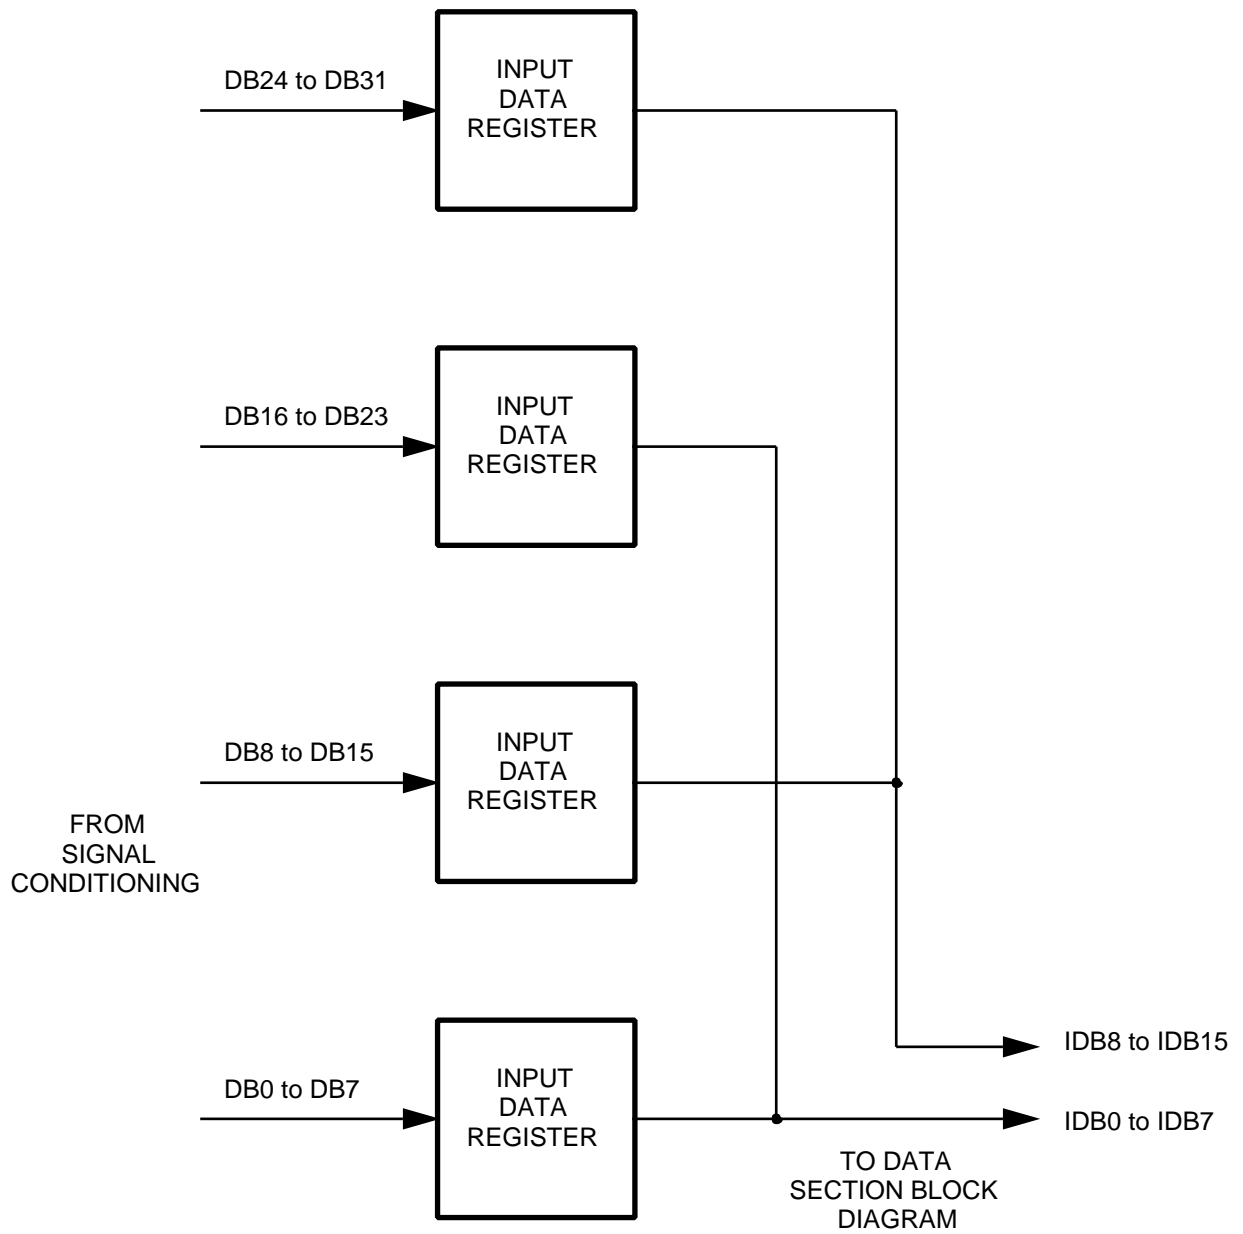 DB24 to DB31
INPUT
DATA
REGISTER
DB16 to DB23
INPUT
DATA
REGISTER
DB8 to DB15
INPUT
DATA
REGISTER
FROM
SIGNAL
CONDITIONING
DB0 to DB7
INPUT
DATA
REGISTER
IDB8 to IDB15
IDB0 to IDB7
TO DATA
SECTION BLOCK
DIAGRAM